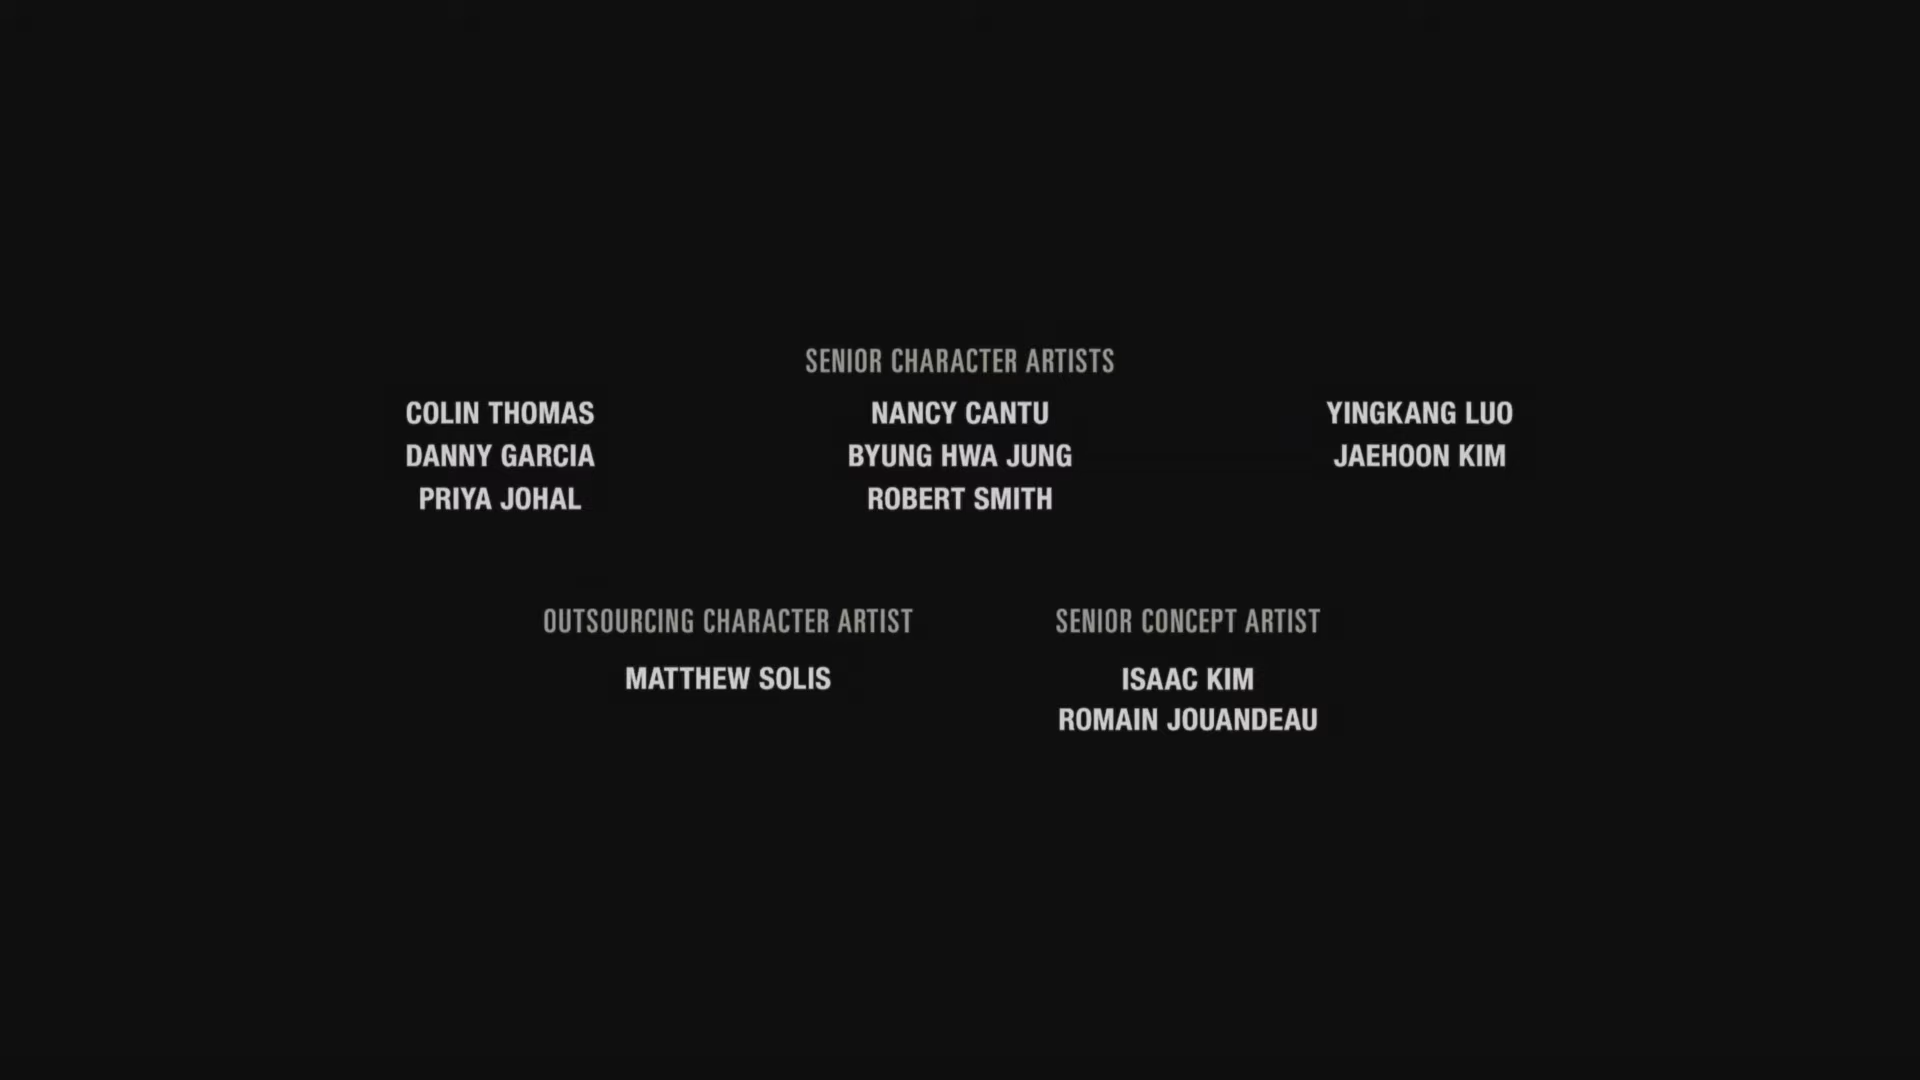 SENIOR CHARACTER ARTISTS
COLIN THOMAS NANCY CANTU YINGKANG LUO
DANNY GARCIA BYUNG HWA JUNG JAEHOON KIM
PRIYA JOHAL ROBERT SMITH
OUTSOURCING CHARACTER ARTIST
MATTHEW SOLIS
SENIOR CONCEPT ARTIST
ISAAC KIM
ROMAIN JOUANDEAU